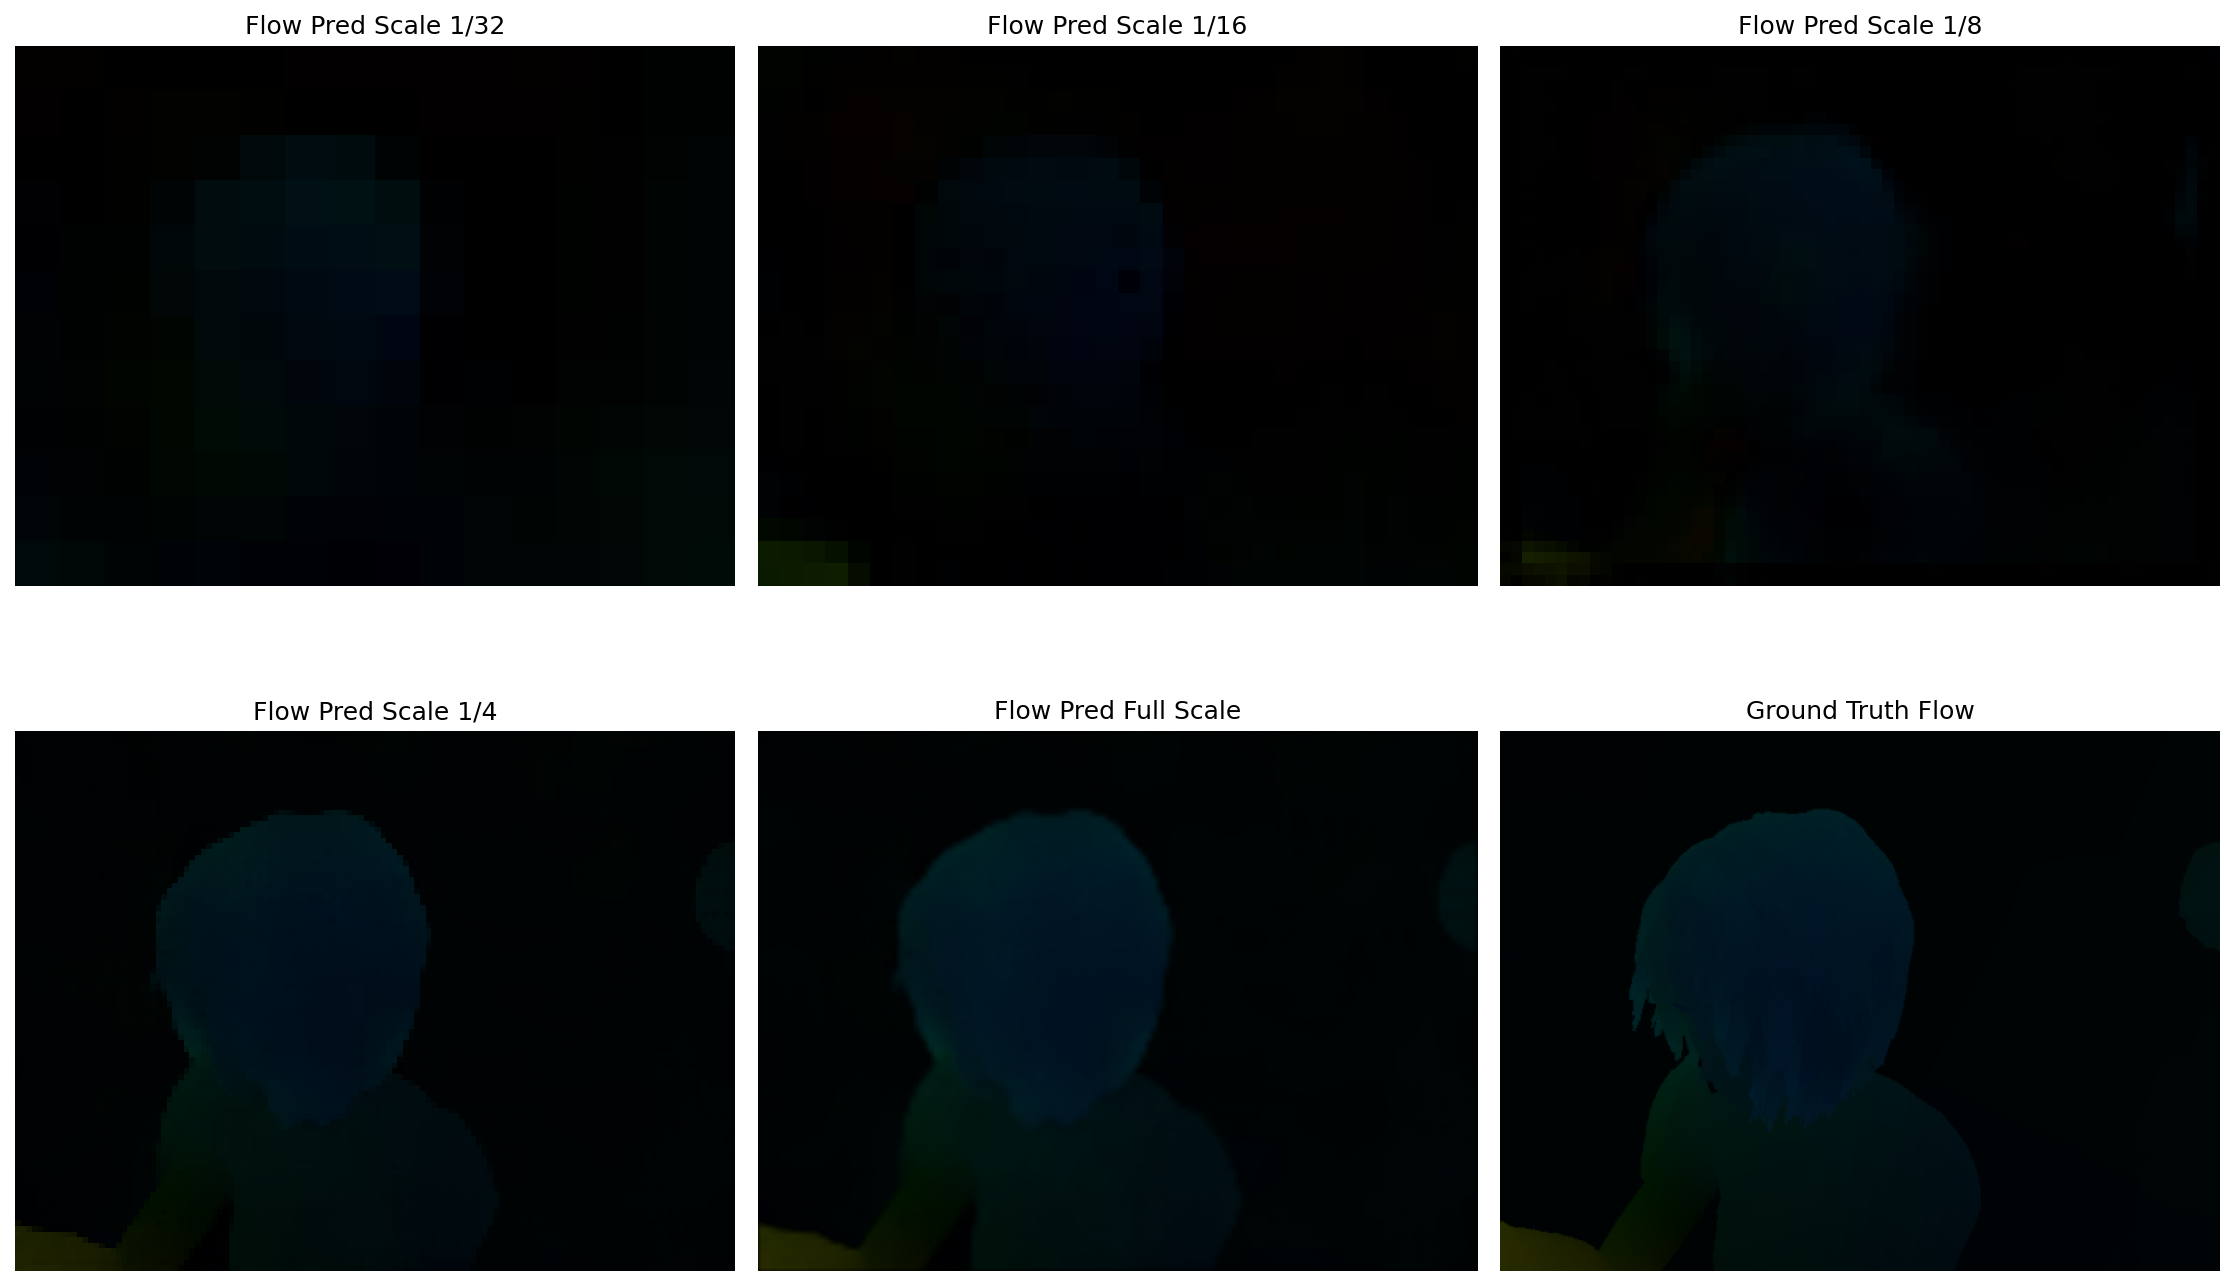 Flow Pred Scale 1/32
Flow Pred Scale 1/16
Flow Pred Scale 1/8
Flow Pred Scale 1/4
Flow Pred Full Scale
Ground Truth Flow